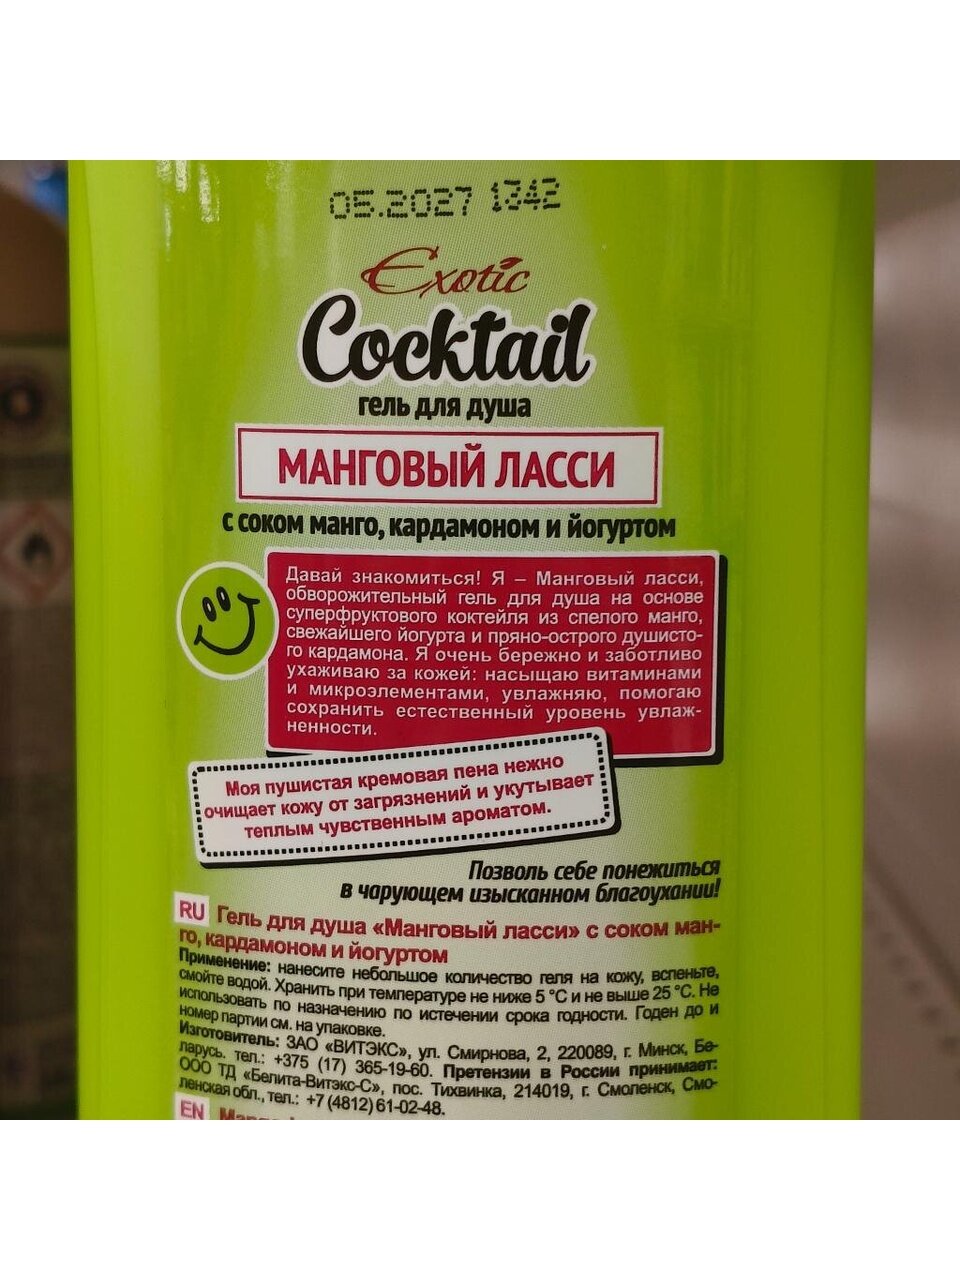 05.2027 1342
Exotic
Cocktail
гель для душа
МАНГОВЫЙ ЛАССИ
с соком манго, кардамоном и йогуртом
Давай знакомиться! Я – Манговый ласси,
обворожительный гель для душа на основе
суперфруктового коктейля из спелого манго,
свежайшего йогурта и пряно-острого душисто-
го кардамона. Я очень бережно и заботливо
ухаживаю за кожей: насыщаю витаминами
и микроэлементами, увлажняю, помогаю
сохранить естественный уровень увлаж-
ненности.
Моя пушистая кремовая пена нежно
очищает кожу от загрязнений и укутывает
теплым чувственным ароматом.
Позволь себе понежиться
в чарующем изысканном благоухании!
RU Гель для душа «Манговый ласси» с соком ман-
го, кардамоном и йогуртом
Применение: нанесите небольшое количество геля на кожу, вспеньте,
смойте водой. Хранить при температуре не ниже 5 °С и не выше 25 °С. Не
использовать по назначению по истечении срока годности. Годен до и
номер партии см. на упаковке.
Изготовитель: ЗАО «ВИТЭКС», ул. Смирнова, 2, 220089, г. Минск, Бе-
ларусь. тел.: +375 (17) 365-19-60. Претензии в России принимает:
ООО ТД «Белита-Витэкс-С», пос. Тихвинка, 214019, г. Смоленск, Смо-
ленская обл., тел.: +7 (4812) 61-02-48.
EN